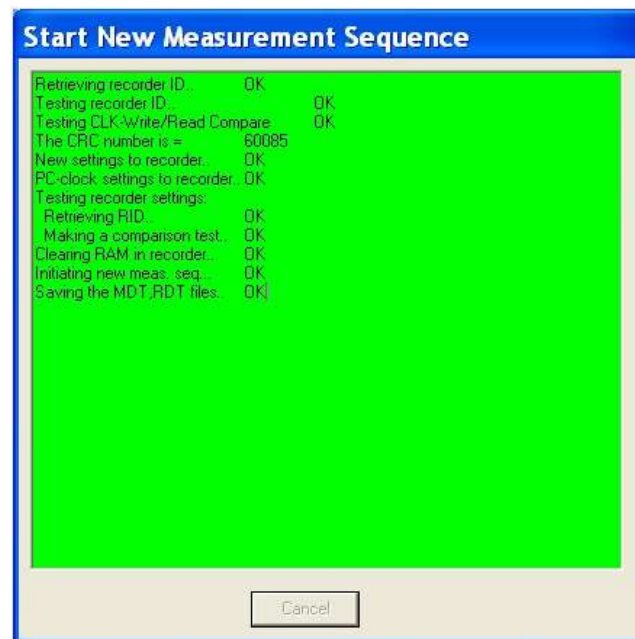 Start New Measurement Sequence
Retrieving recorder ID.. OK
Testing recorder ID... OK
Testing CLK-Write/Read Compare OK
The CRC number is = 60085
New settings to recorder.. OK
PC-clock settings to recorder.. OK
Testing recorder settings:
Retrieving RID... OK
Making a comparison test.. OK
Clearing RAM in recorder.. OK
Initiating new meas. seq... OK
Saving the MDT,RDT files.. OK
Cancel